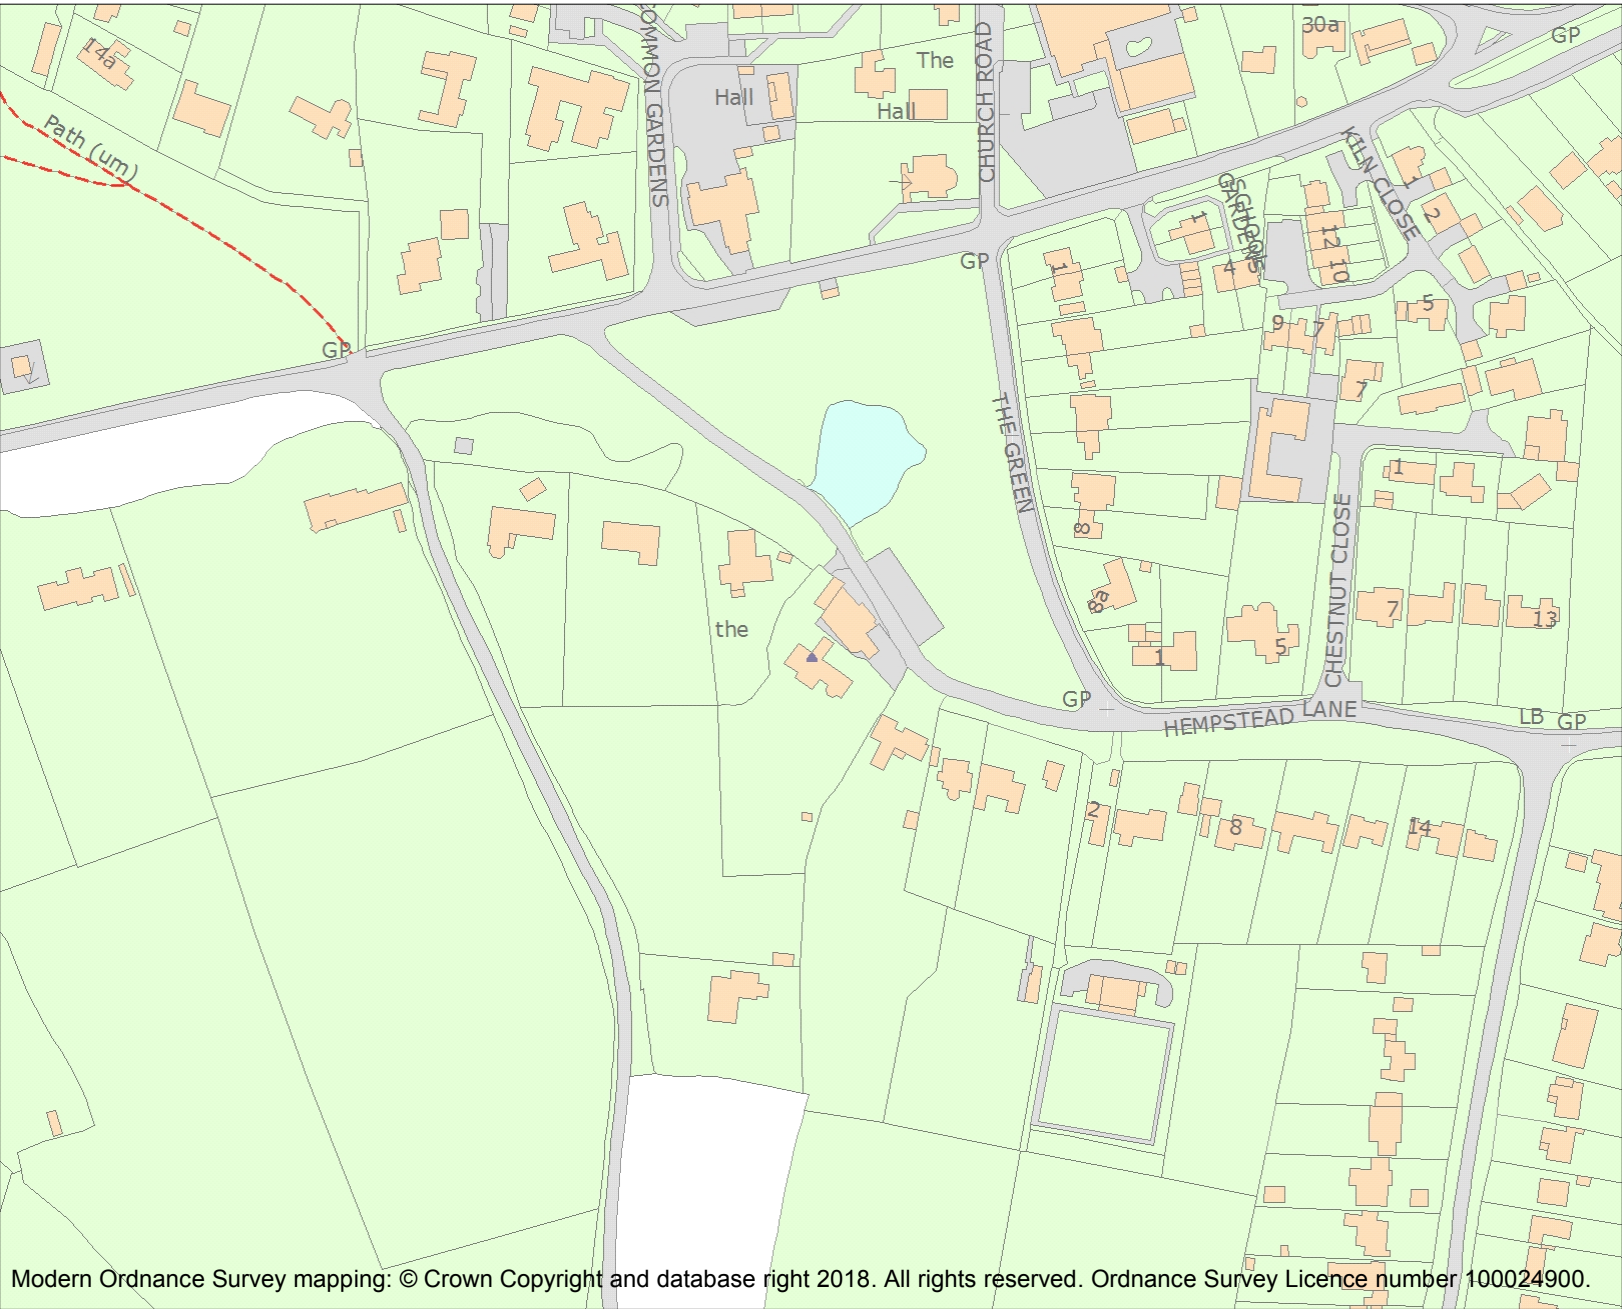 30a
GP
14a
COMMON GARDENS
The
Hall
Hall
CHURCH ROAD
Path (um)
KILN CLOSE
1
2
SCHOOL
GARDENS
1
12
10
4
GP
1
5
9
7
GP
7
THE GREEN
1
8
CHESTNUT CLOSE
8a
7
13
the
5
1
GP
HEMPSTEAD LANE
LB
GP
2
8
14
Modern Ordnance Survey mapping: © Crown Copyright and database right 2018. All rights reserved. Ordnance Survey Licence number 100024900.